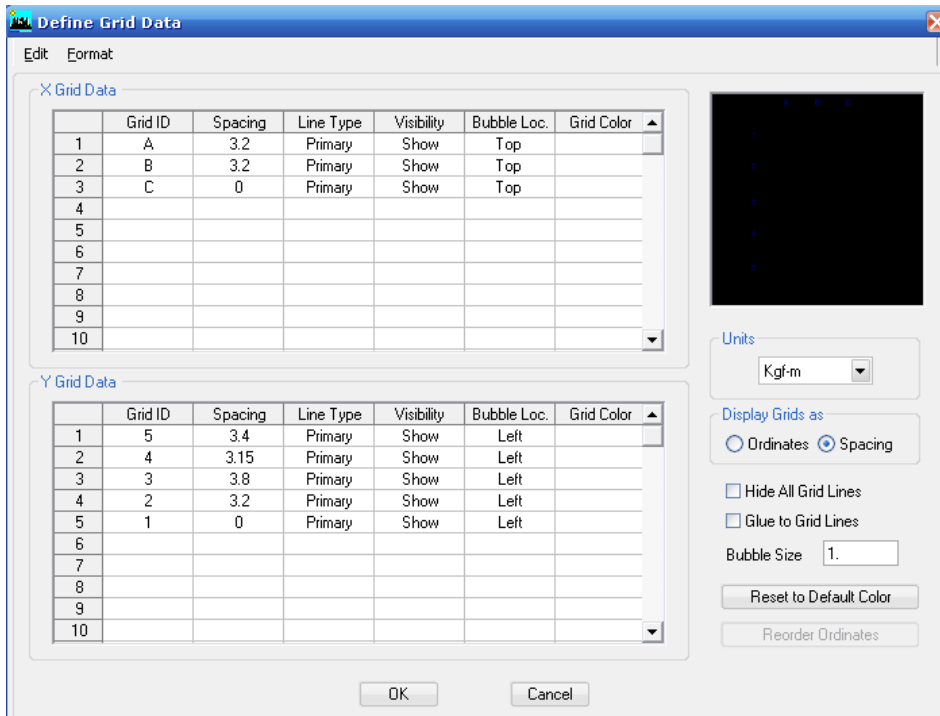 Define Grid Data
Edit Format
X Grid Data
Grid ID Spacing Line Type Visibility Bubble Loc. Grid Color
1 A 3.2 Primary Show Top
2 B 3.2 Primary Show Top
3 C 0 Primary Show Top
4
5
6
7
8
9
10
Units
Kgf-m
Y Grid Data
Grid ID Spacing Line Type Visibility Bubble Loc. Grid Color
1 5 3.4 Primary Show Left
2 4 3.15 Primary Show Left
3 3 3.8 Primary Show Left
4 2 3.2 Primary Show Left
5 1 0 Primary Show Left
6
7
8
9
10
Display Grids as
Ordinates Spacing
Hide All Grid Lines
Glue to Grid Lines
Bubble Size 1.
Reset to Default Color
Reorder Ordinates
OK Cancel